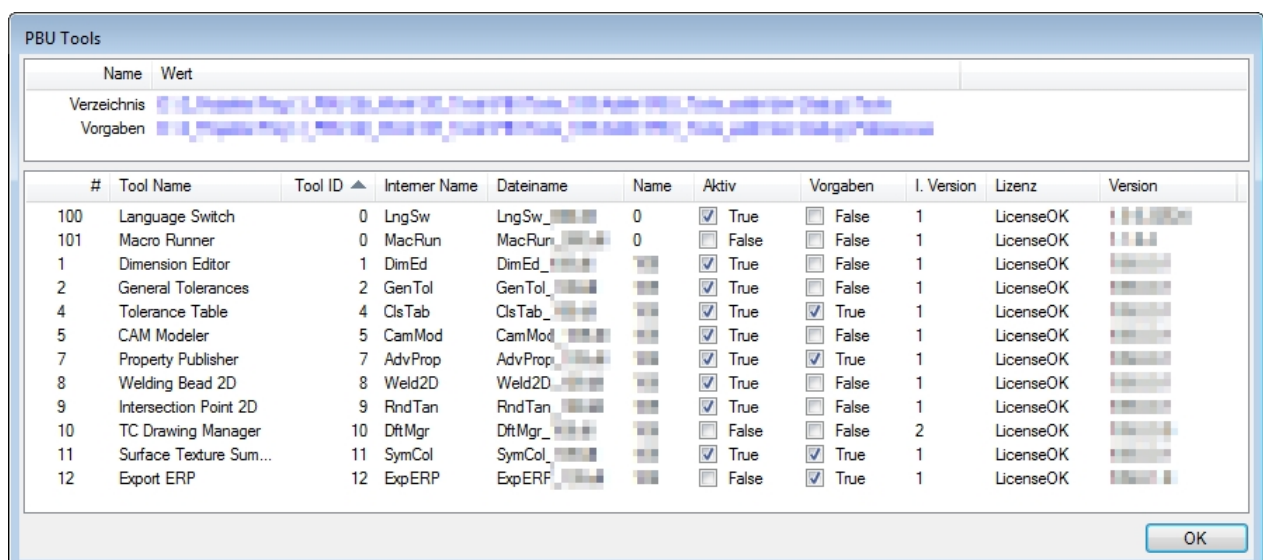 PBU Tools
Name Wert
Verzeichnis
Vorgaben
# Tool Name Tool ID Interner Name Dateiname Name Aktiv Vorgaben I. Version Lizenz Version
100 Language Switch 0 LngSw LngSw_ 0 True False 1 LicenseOK
101 Macro Runner 0 MacRun MacRun 0 False False 1 LicenseOK
1 Dimension Editor 1 DimEd DimEd_ True False 1 LicenseOK
2 General Tolerances 2 GenTol GenTol_ True False 1 LicenseOK
4 Tolerance Table 4 ClsTab ClsTab_ True True 1 LicenseOK
5 CAM Modeler 5 CamMod CamMod True False 1 LicenseOK
7 Property Publisher 7 AdvProp AdvProp True True 1 LicenseOK
8 Welding Bead 2D 8 Weld2D Weld2D True False 1 LicenseOK
9 Intersection Point 2D 9 RndTan RndTan True False 1 LicenseOK
10 TC Drawing Manager 10 DftMgr DftMgr_ False False 2 LicenseOK
11 Surface Texture Sum... 11 SymCol SymCol_ True True 1 LicenseOK
12 Export ERP 12 ExpERP ExpERP False True 1 LicenseOK
OK